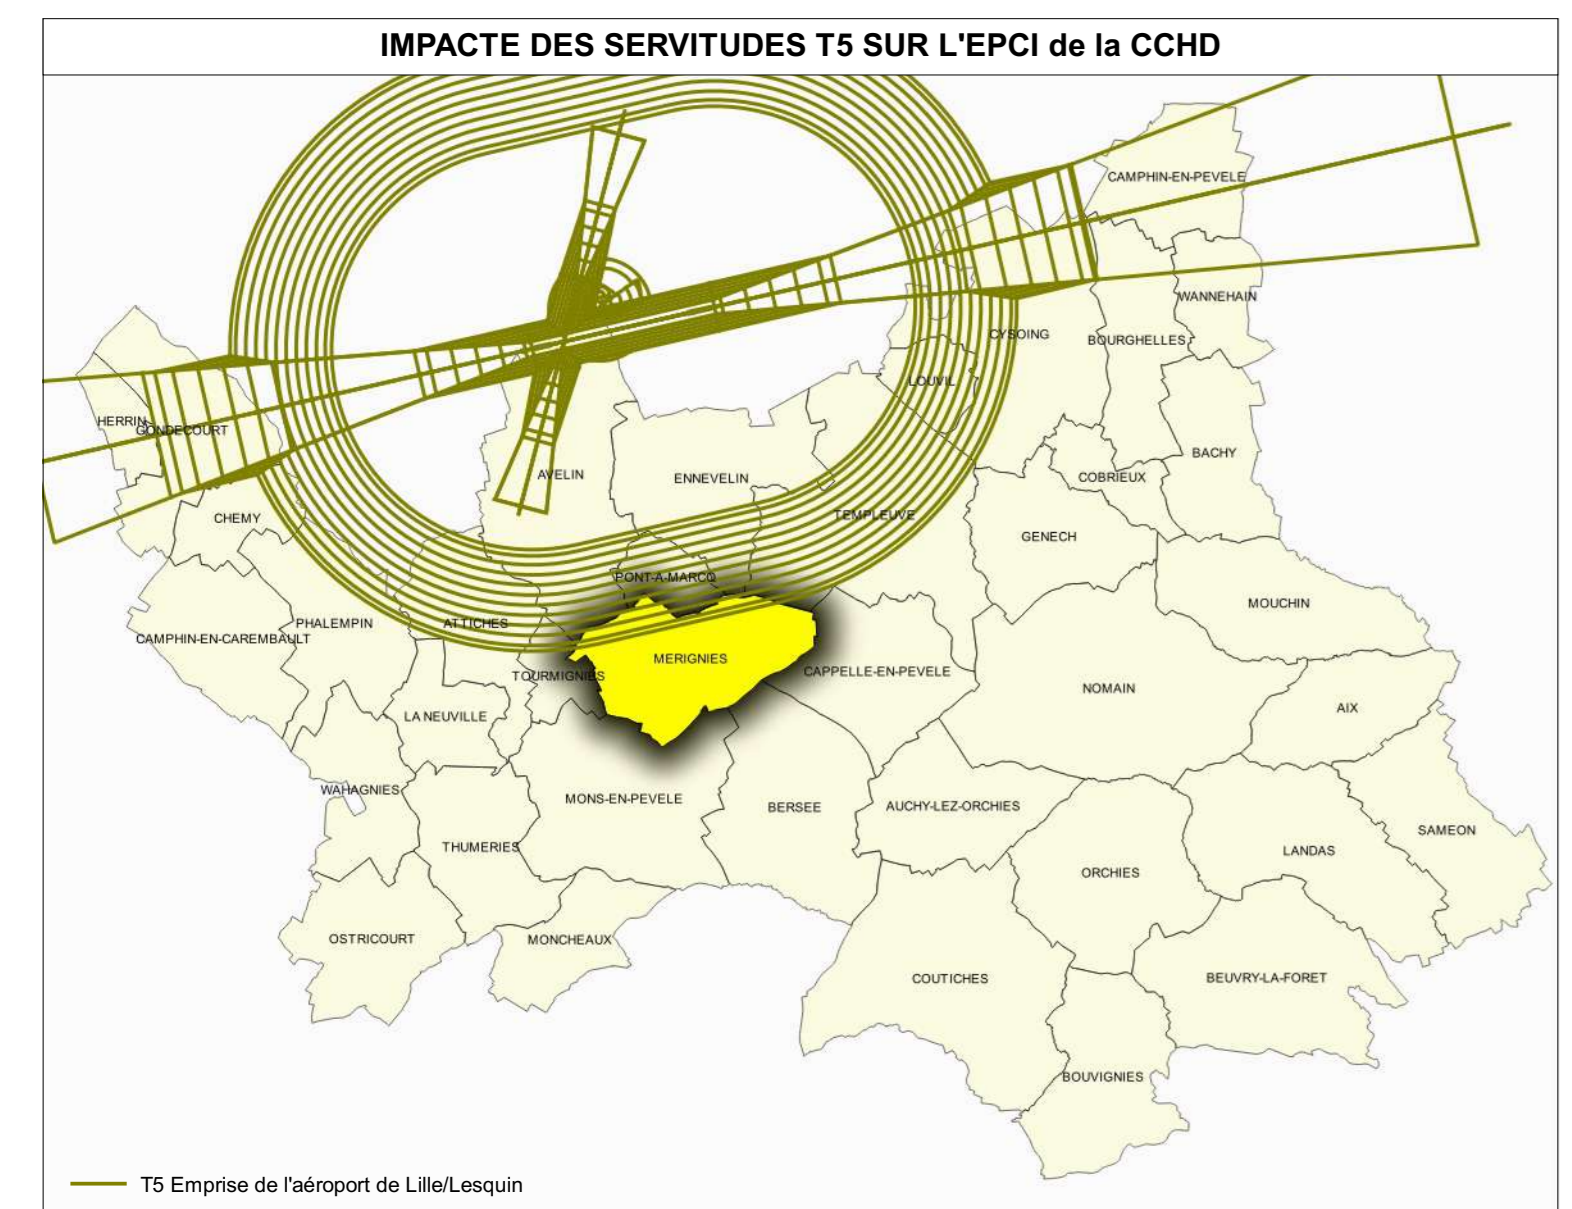 IMPACTE DES SERVITUDES T5 SUR L'EPCI de la CCHD
CAMPHIN-EN-PEVELE
WANNEHAIN
CYSOING
BOURGHELLES
LOUVIL
HERRIN
GONDECOURT
BACHY
AVELIN
ENNEVELIN
COBRIEUX
CHEMY
TEMPLEUVE
GENECH
PONT-A-MARCQ
MOUCHIN
PHALEMPIN
ATTICHES
CAMPHIN-EN-CAREMBAULT
MERIGNIES
TOURMIGNIES
CAPPELLE-EN-PEVELE
NOMAIN
AIX
LA NEUVILLE
WAHAGNIES
MONS-EN-PEVELE
BERSEE
AUCHY-LEZ-ORCHIES
SAMEON
THUMERIES
LANDAS
ORCHIES
OSTRICOURT
MONCHEAUX
COUTICHES
BEUVRY-LA-FORET
BOUVIGNIES
T5 Emprise de l'aéroport de Lille/Lesquin